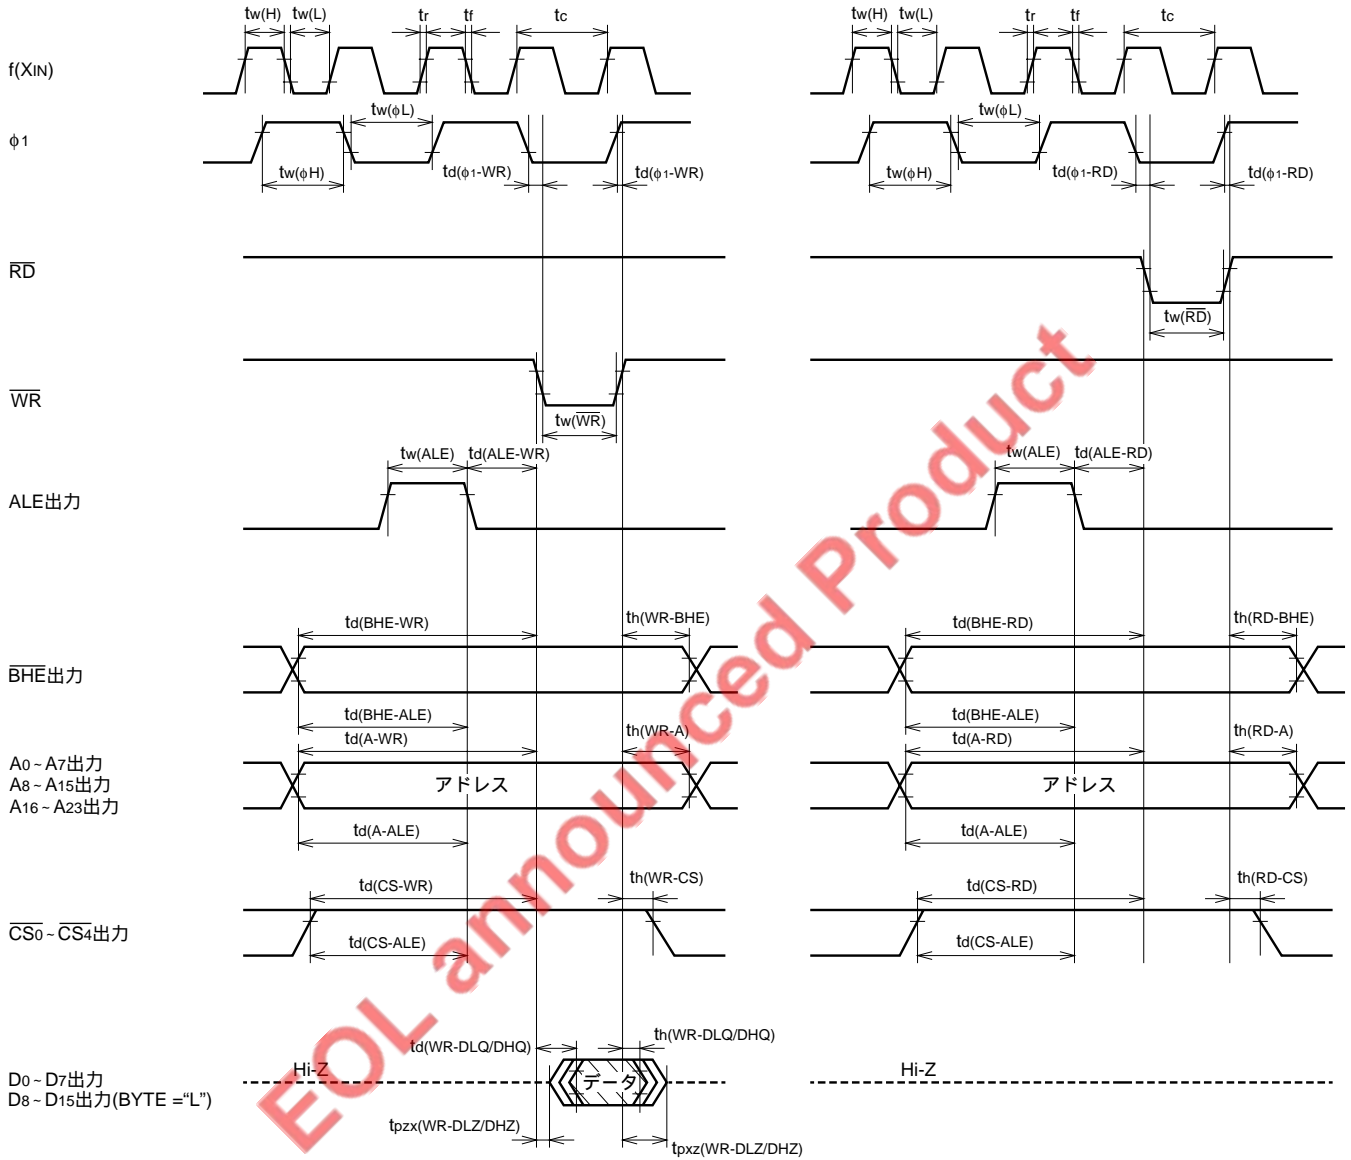 tw(H) tw(L) tr tf tc tw(H) tw(L) tr tf tc
f(XIN)
tw(φL) tw(φL)
φ1
tw(φH) td(φ1-WR) td(φ1-WR) tw(φH) td(φ1-RD) td(φ1-RD)
RD
tw(RD)
WR
tw(WR)
tw(ALE) td(ALE-WR) tw(ALE) td(ALE-RD)
ALE出力
td(BHE-WR) th(WR-BHE) td(BHE-RD) th(RD-BHE)
BHE出力
td(BHE-ALE) td(BHE-ALE)
td(A-WR) th(WR-A) td(A-RD) th(RD-A)
A0~A7出力
A8~A15出力 アドレス アドレス
A16~A23出力
td(A-ALE) td(A-ALE)
td(CS-WR) th(WR-CS) td(CS-RD) th(RD-CS)
CS0~CS4出力
td(CS-ALE) td(CS-ALE)
td(WR-DLQ/DHQ) th(WR-DLQ/DHQ)
Hi-Z Hi-Z
D0~D7出力 データ
D8~D15出力(BYTE =“L”)
tpzx(WR-DLZ/DHZ) tpxz(WR-DLZ/DHZ)
EOL announced Product